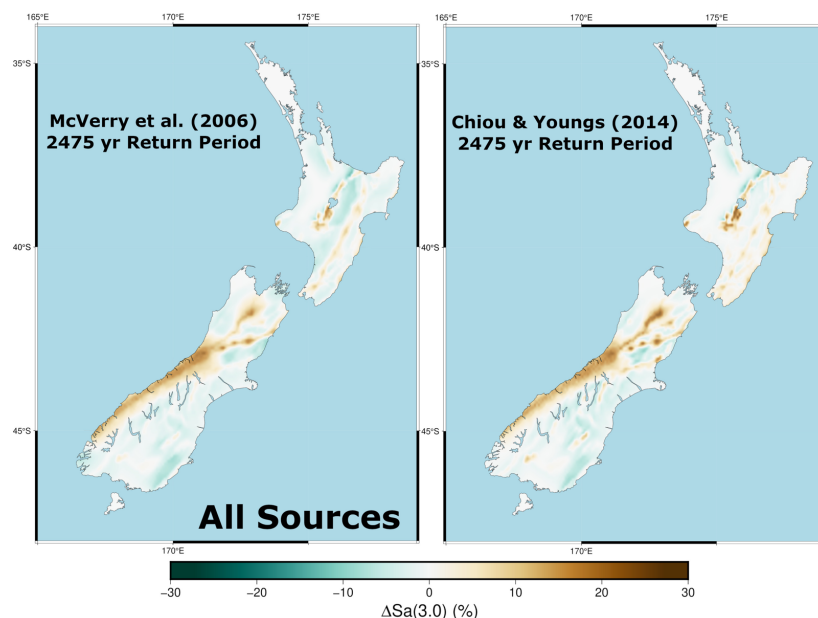 165°E
170°E
175°E
170°E
175°E
35°S
35°S
McVerry et al. (2006)
2475 yr Return Period
Chiou & Youngs (2014)
2475 yr Return Period
40°S
40°S
45°S
45°S
All Sources
170°E
170°E
−30
−20
−10
0
10
20
30
ΔSa(3.0) (%)